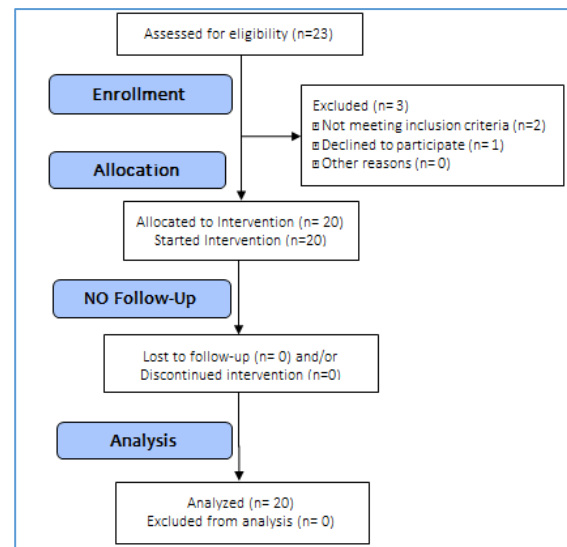 Assessed for eligibility (n=23)
Enrollment
Excluded (n= 3)
Not meeting inclusion criteria (n=2)
Declined to participate (n= 1)
Other reasons (n= 0)
Allocation
Allocated to Intervention (n= 20)
Started Intervention (n=20)
NO Follow-Up
Lost to follow-up (n= 0) and/or
Discontinued intervention (n=0)
Analysis
Analyzed (n= 20)
Excluded from analysis (n= 0)